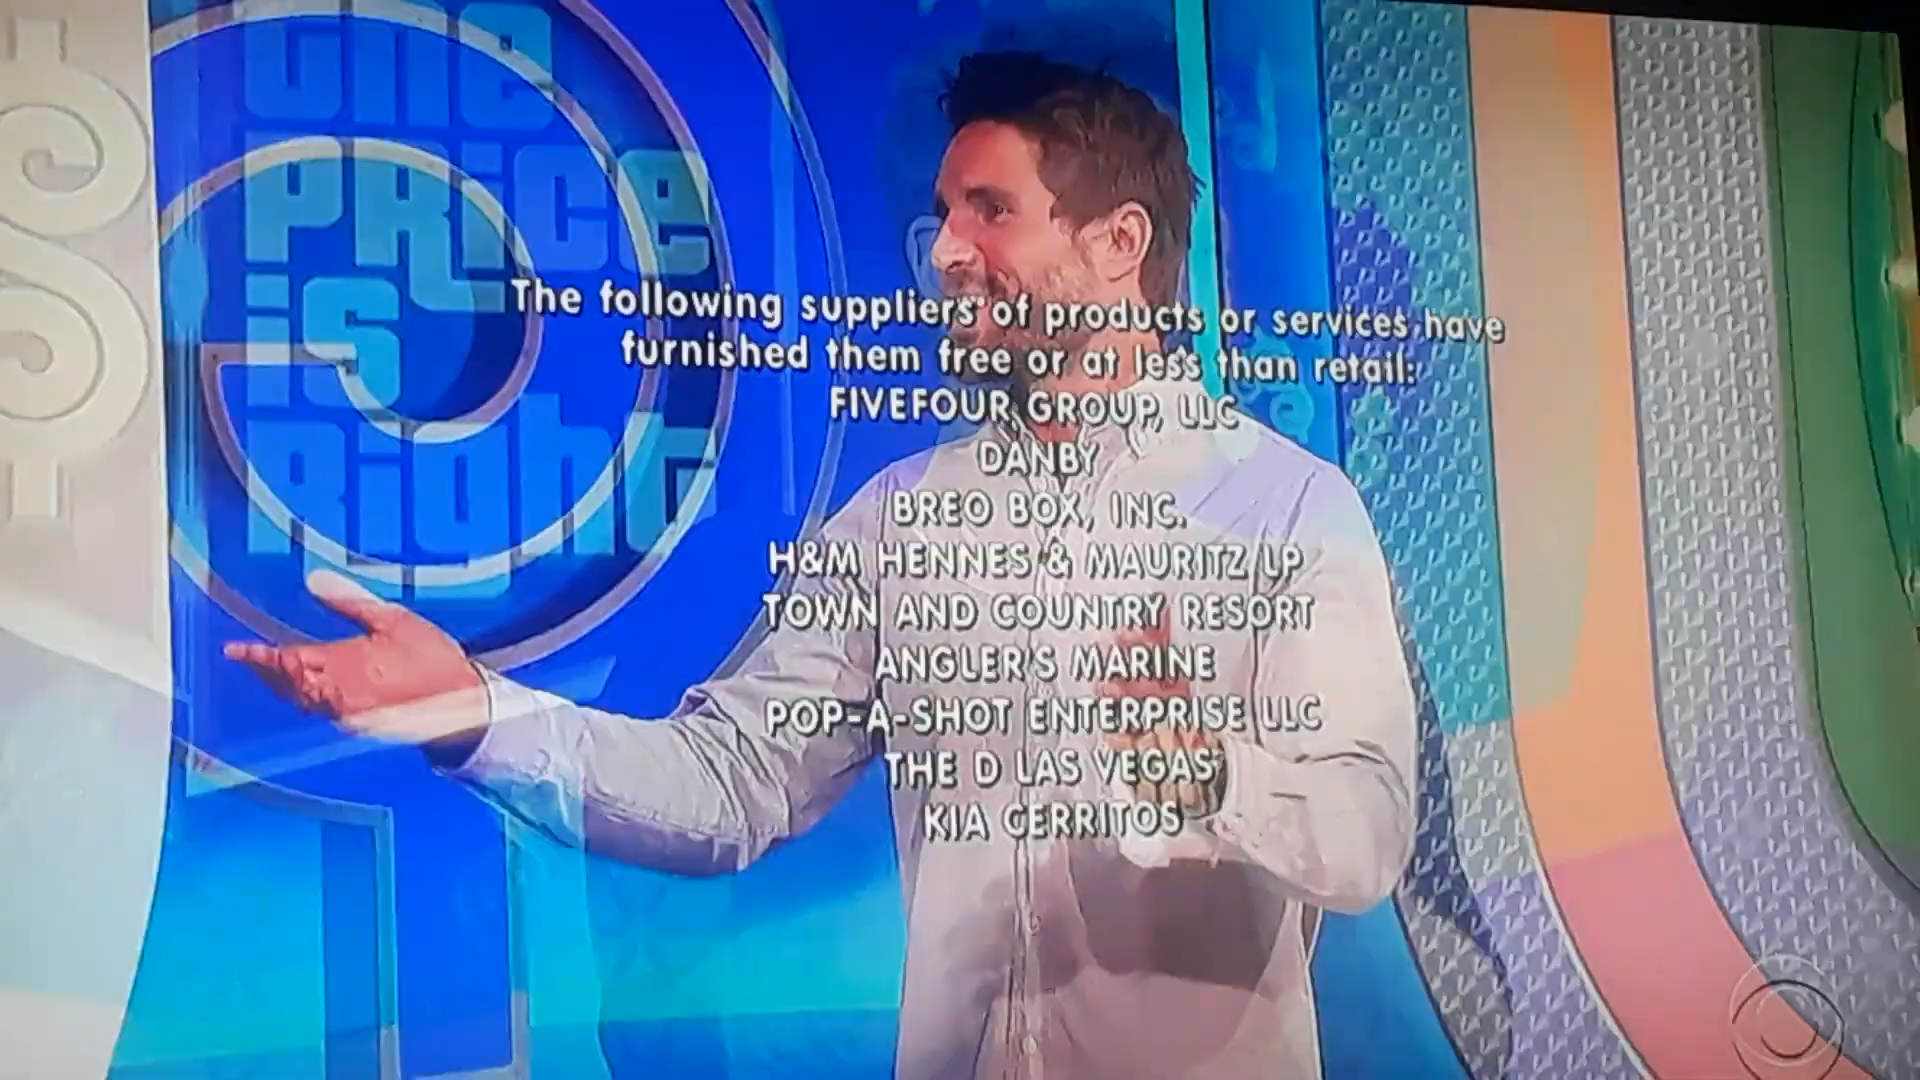 the
PRICE
is
Right
The following suppliers of products or services have
furnished them free or at less than retail:
FIVEFOUR GROUP, LLC
DANBY
BREO BOX, INC.
H&M HENNES & MAURITZ LP
TOWN AND COUNTRY RESORT
ANGLER'S MARINE
POP-A-SHOT ENTERPRISE LLC
THE D LAS VEGAS
KIA CERRITOS